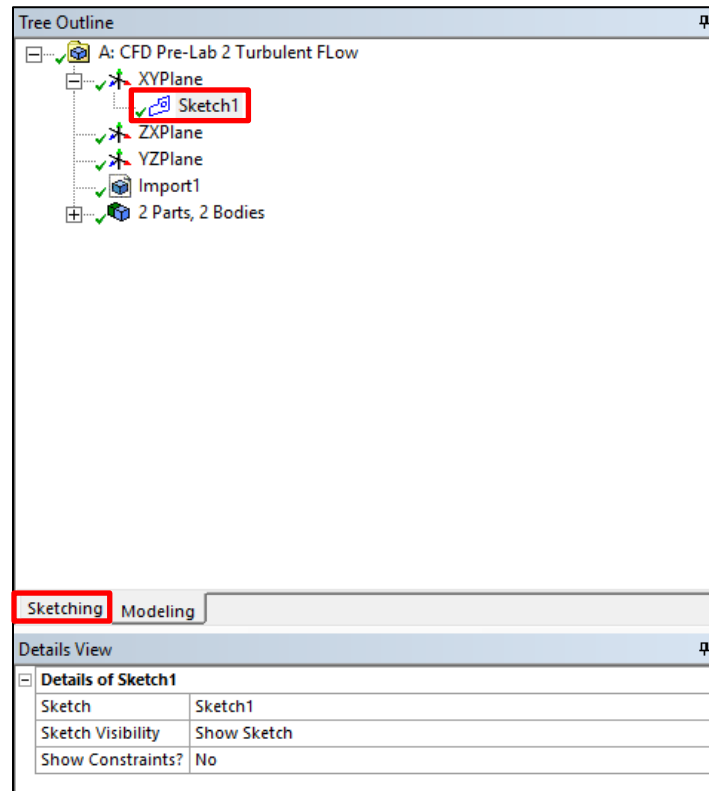 Tree Outline
A: CFD Pre-Lab 2 Turbulent FLow
XYPlane
Sketch1
ZXPlane
YZPlane
Import1
2 Parts, 2 Bodies
Sketching Modeling
Details View
Details of Sketch1
Sketch Sketch1
Sketch Visibility Show Sketch
Show Constraints? No